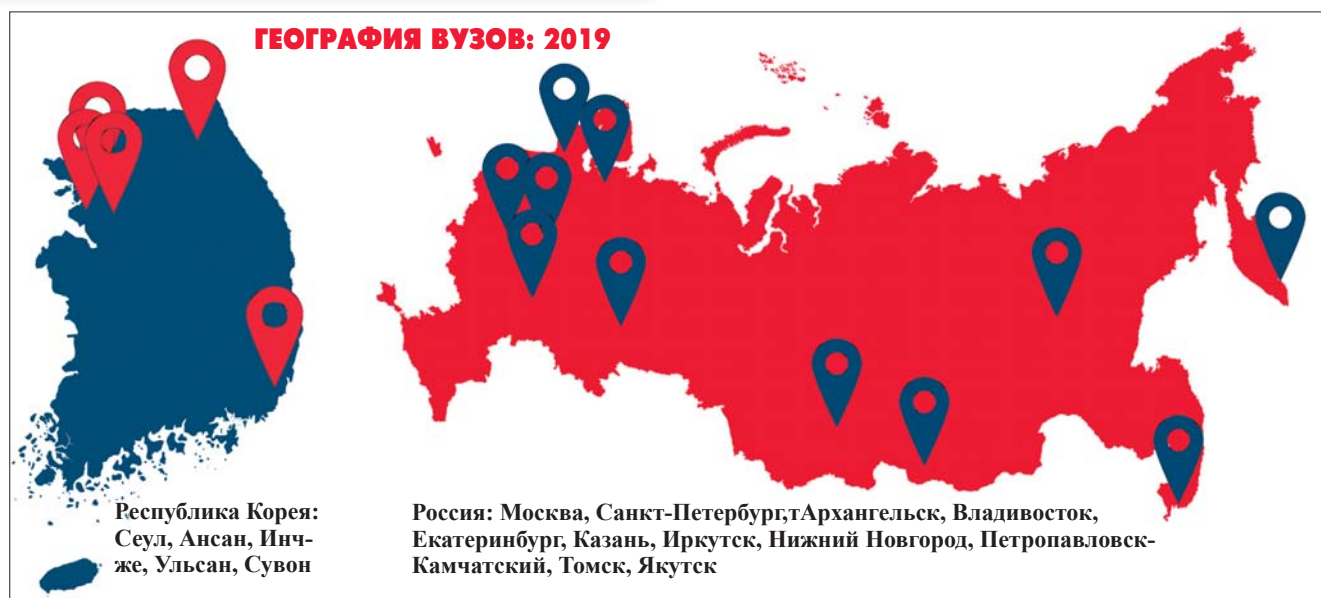 ГЕОГРАФИЯ ВУЗОВ: 2019
Республика Корея:
Сеул, Ансан, Инч-
же, Ульсан, Сувон
Россия: Москва, Санкт-Петербург,тАрхангельск, Владивосток,
Екатеринбург, Казань, Иркутск, Нижний Новгород, Петропавловск-
Камчатский, Томск, Якутск